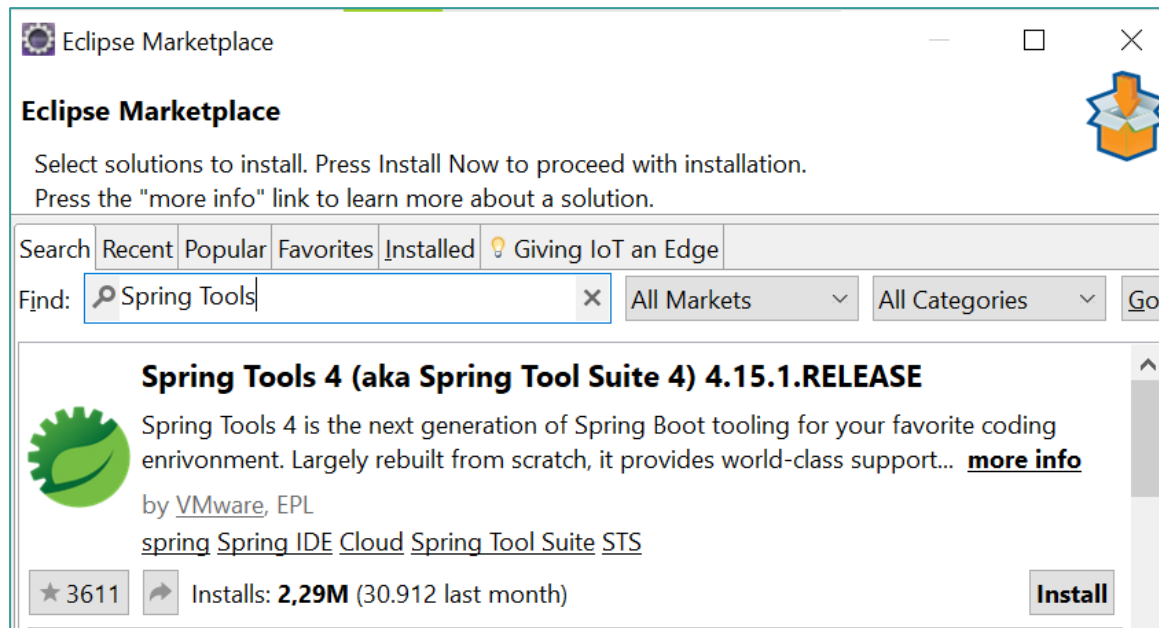 Eclipse Marketplace
Eclipse Marketplace
Select solutions to install. Press Install Now to proceed with installation.
Press the "more info" link to learn more about a solution.
Search Recent Popular Favorites Installed Giving IoT an Edge
Find: Spring Tools All Markets All Categories Go
Spring Tools 4 (aka Spring Tool Suite 4) 4.15.1.RELEASE
Spring Tools 4 is the next generation of Spring Boot tooling for your favorite coding
enrivonment. Largely rebuilt from scratch, it provides world-class support... more info
by VMware, EPL
spring Spring IDE Cloud Spring Tool Suite STS
3611 Installs: 2,29M (30.912 last month) Install